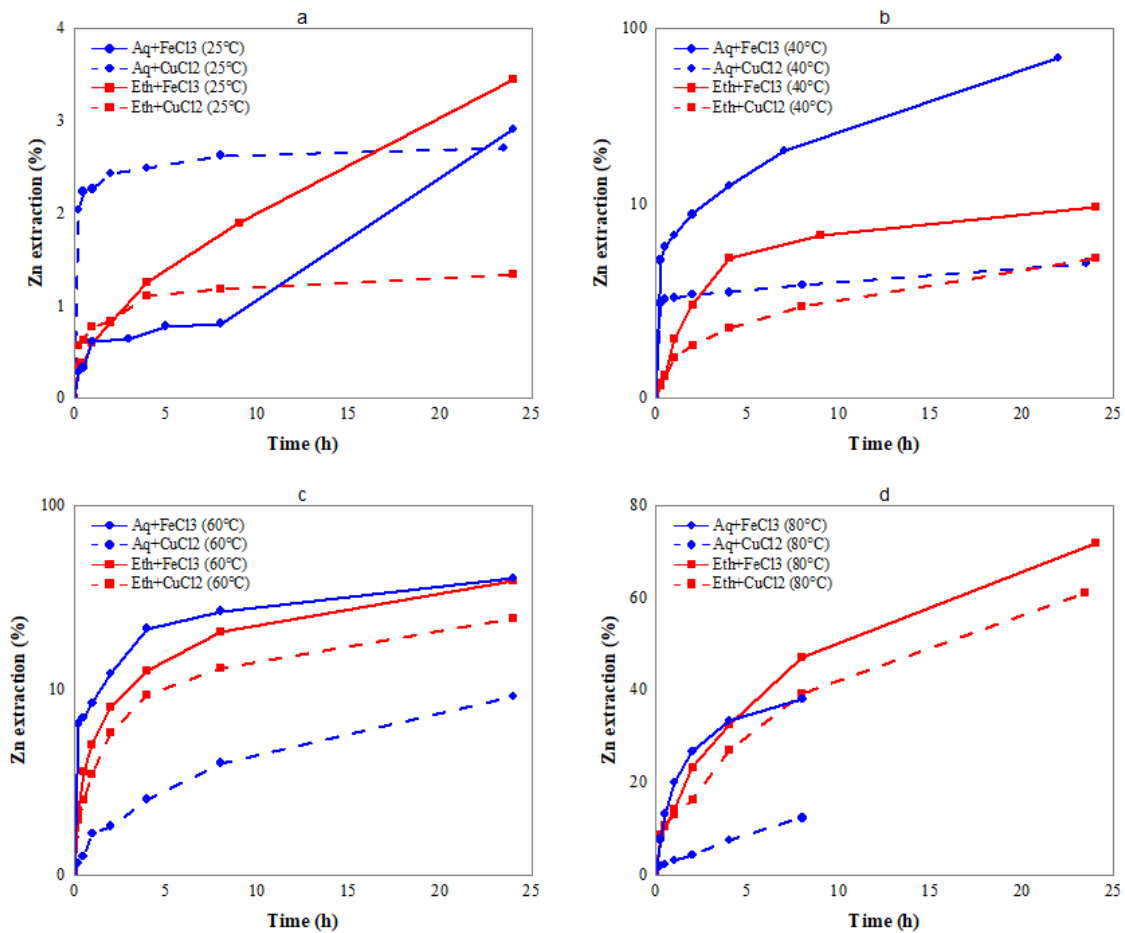 a
4
3
2
1
0
Zn extraction (%)
Aq+FeCl3 (25°C)
Aq+CuCl2 (25°C)
Eth+FeCl3 (25°C)
Eth+CuCl2 (25°C)
0 5 10 15 20 25
Time (h)
b
100
10
0
Zn extraction (%)
Aq+FeCl3 (40°C)
Aq+CuCl2 (40°C)
Eth+FeCl3 (40°C)
Eth+CuCl2 (40°C)
0 5 10 15 20 25
Time (h)
c
100
10
0
Zn extraction (%)
Aq+FeCl3 (60°C)
Aq+CuCl2 (60°C)
Eth+FeCl3 (60°C)
Eth+CuCl2 (60°C)
0 5 10 15 20 25
Time (h)
d
80
60
40
20
0
Zn extraction (%)
Aq+FeCl3 (80°C)
Aq+CuCl2 (80°C)
Eth+FeCl3 (80°C)
Eth+CuCl2 (80°C)
0 5 10 15 20 25
Time (h)